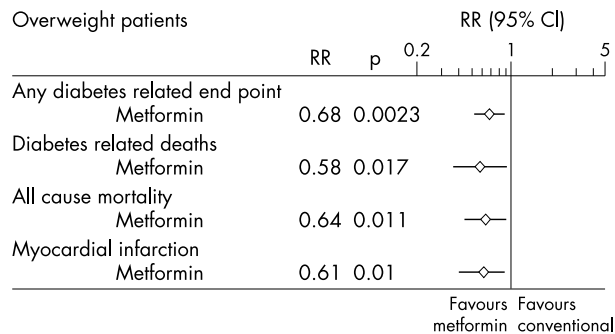 Overweight patients RR (95% CI)
RR p 0.2 1 5
Any diabetes related end point
Metformin 0.68 0.0023
Diabetes related deaths
Metformin 0.58 0.017
All cause mortality
Metformin 0.64 0.011
Myocardial infarction
Metformin 0.61 0.01
Favours Favours
metformin conventional